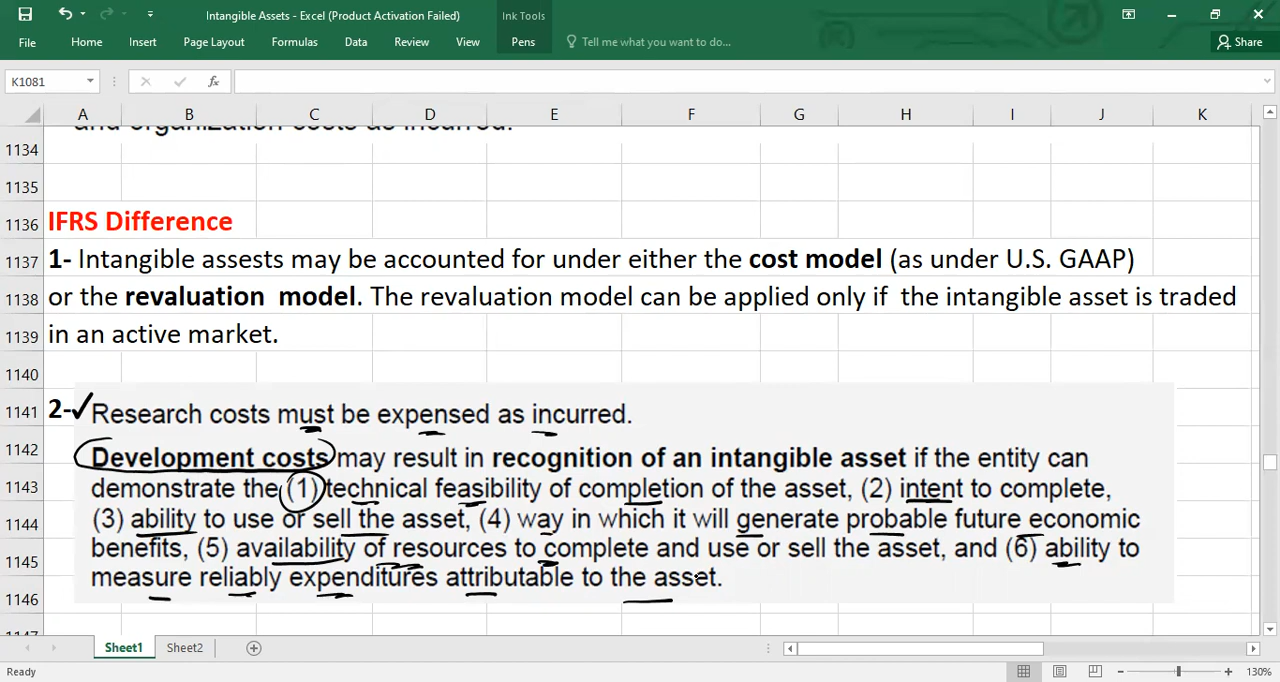 Intangible Assets - Excel (Product Activation Failed)
Ink Tools
File Home Insert Page Layout Formulas Data Review View Pens Tell me what you want to do... Share
K1081 fx
A B C D E F G H I J K
and organization costs as incurred.
1134
1135
1136 IFRS Difference
1137 1- Intangible assests may be accounted for under either the cost model (as under U.S. GAAP)
1138 or the revaluation model. The revaluation model can be applied only if the intangible asset is traded
1139 in an active market.
1140
1141 2- Research costs must be expensed as incurred.
1142 Development costs may result in recognition of an intangible asset if the entity can
1143 demonstrate the (1) technical feasibility of completion of the asset, (2) intent to complete,
1144 (3) ability to use or sell the asset, (4) way in which it will generate probable future economic
1145 benefits, (5) availability of resources to complete and use or sell the asset, and (6) ability to
1146 measure reliably expenditures attributable to the asset.
1147
Sheet1 Sheet2
Ready 130%